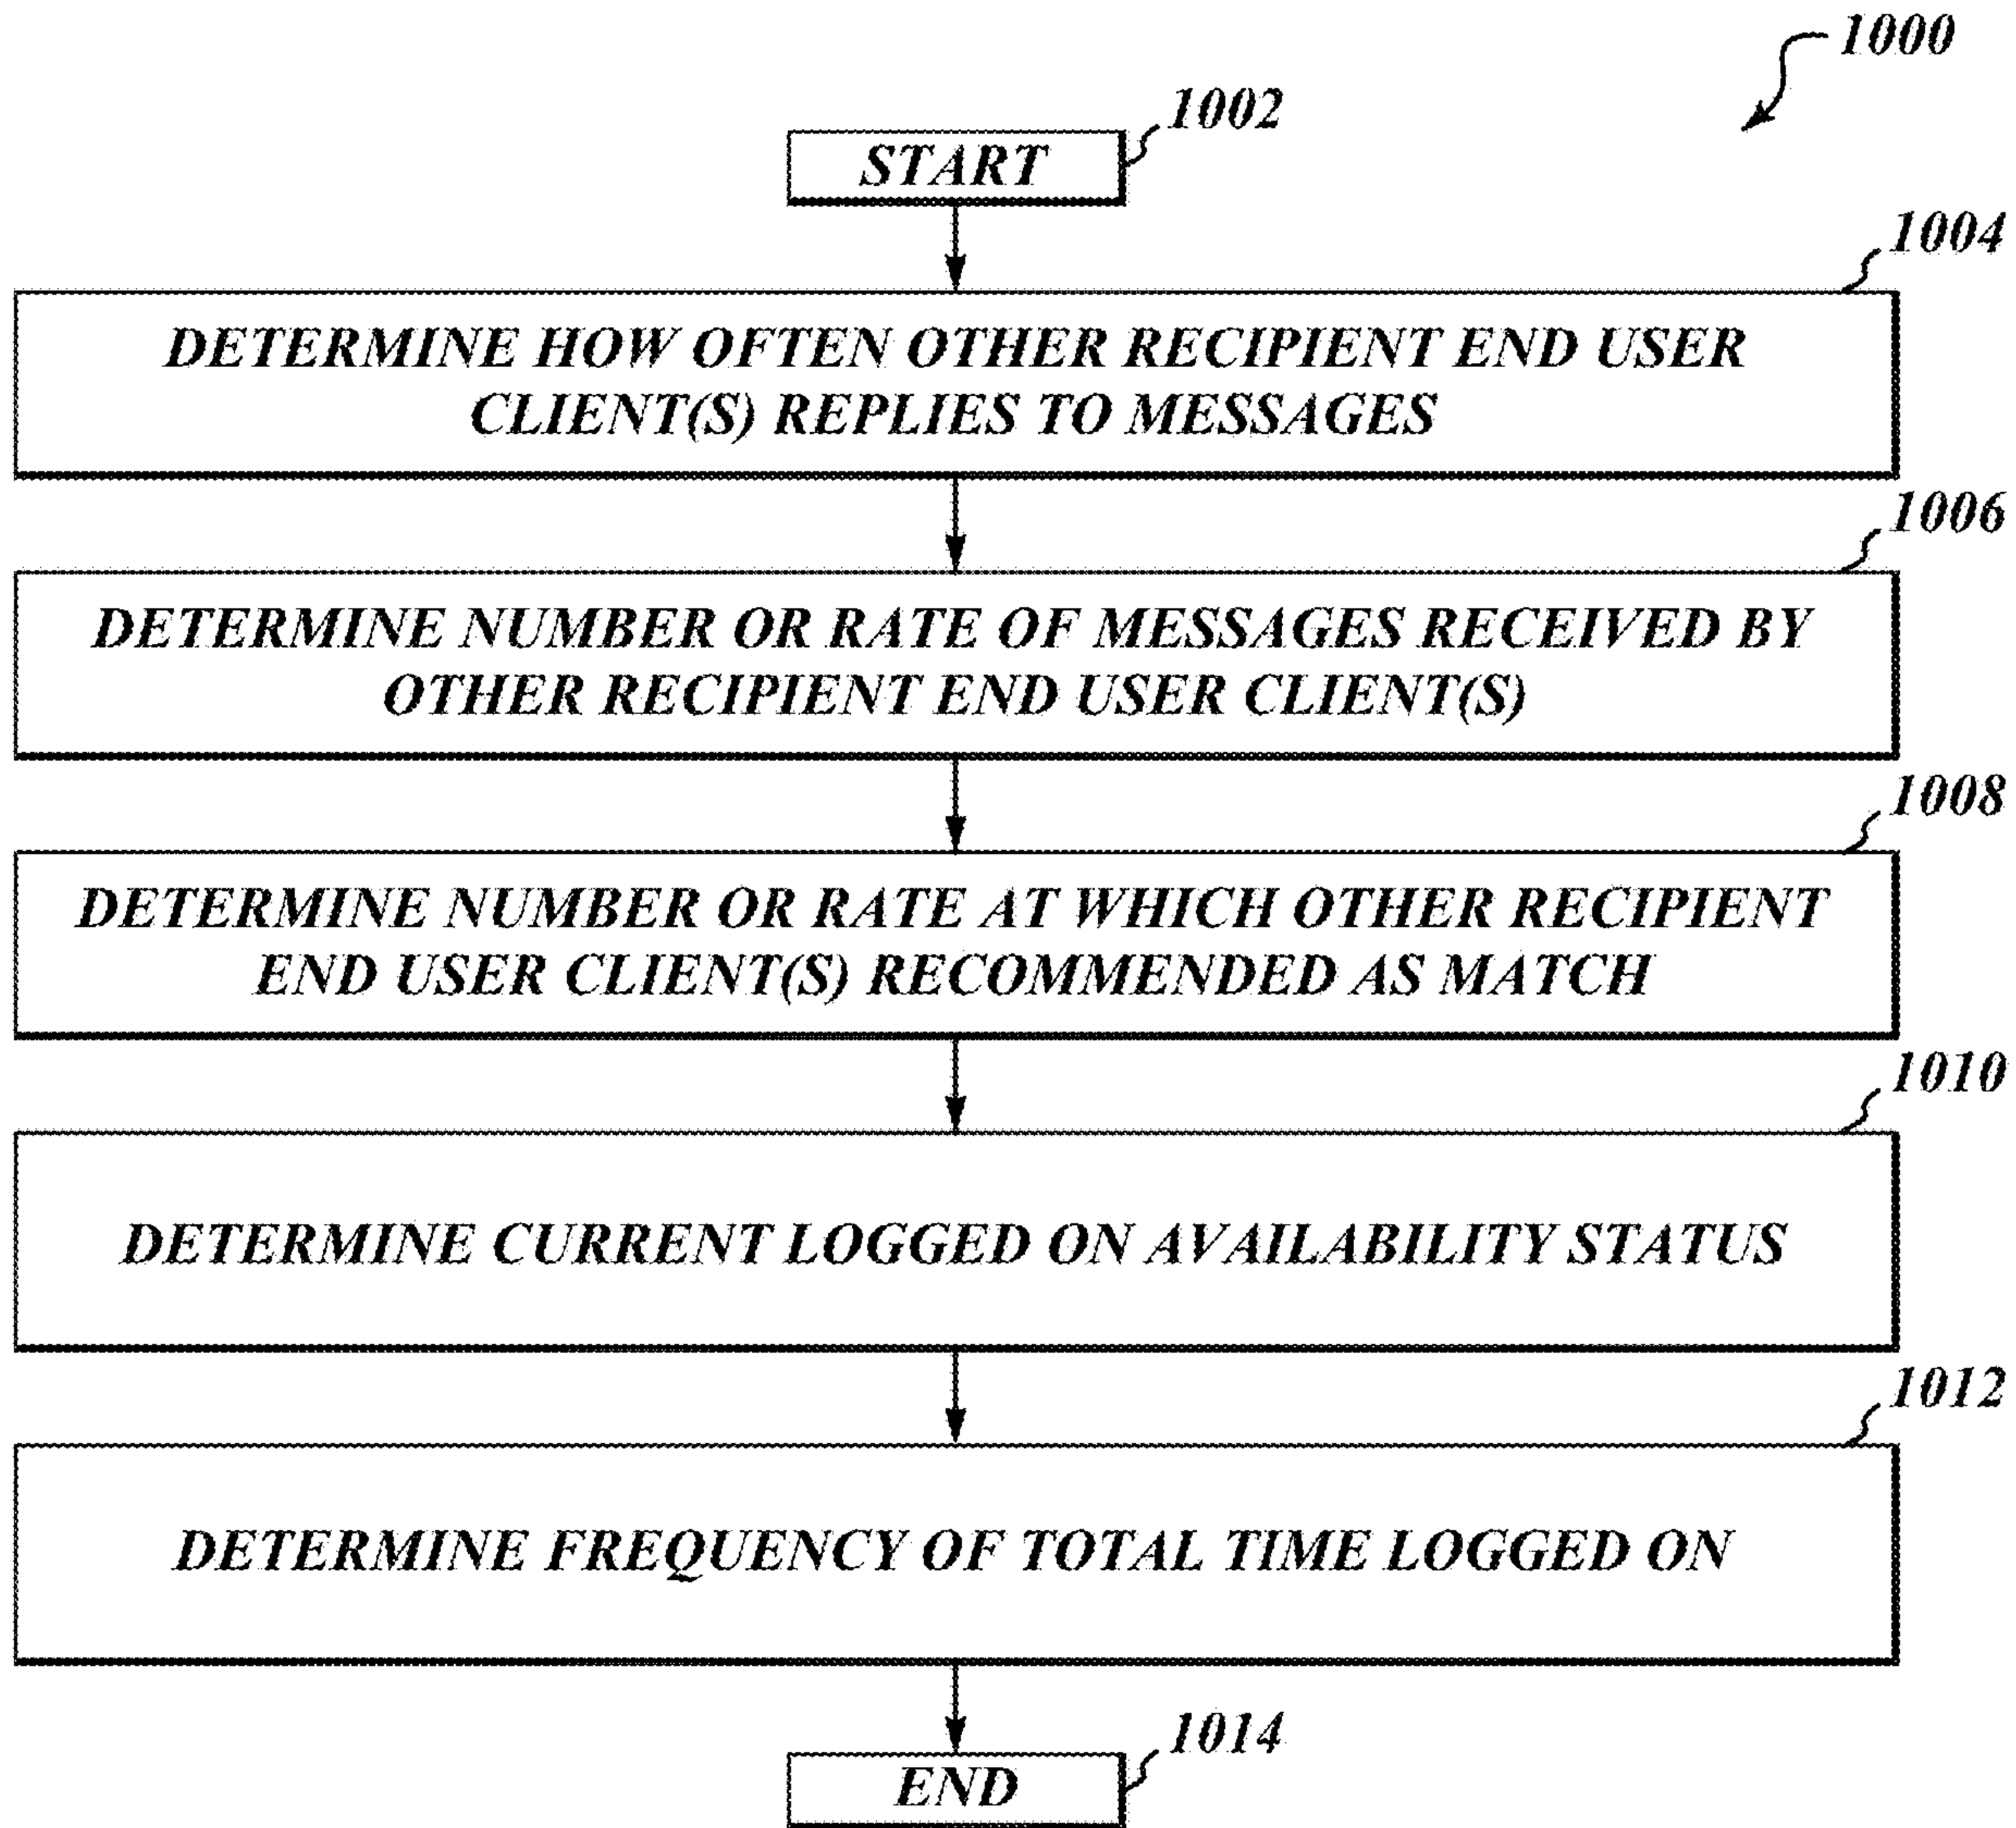 1000
1002
START
1004
DETERMINE HOW OFTEN OTHER RECIPIENT END USER
CLIENT(S) REPLIES TO MESSAGES
1006
DETERMINE NUMBER OR RATE OF MESSAGES RECEIVED BY
OTHER RECIPIENT END USER CLIENT(S)
1008
DETERMINE NUMBER OR RATE AT WHICH OTHER RECIPIENT
END USER CLIENT(S) RECOMMENDED AS MATCH
1010
DETERMINE CURRENT LOGGED ON AVAILABILITY STATUS
1012
DETERMINE FREQUENCY OF TOTAL TIME LOGGED ON
1014
END